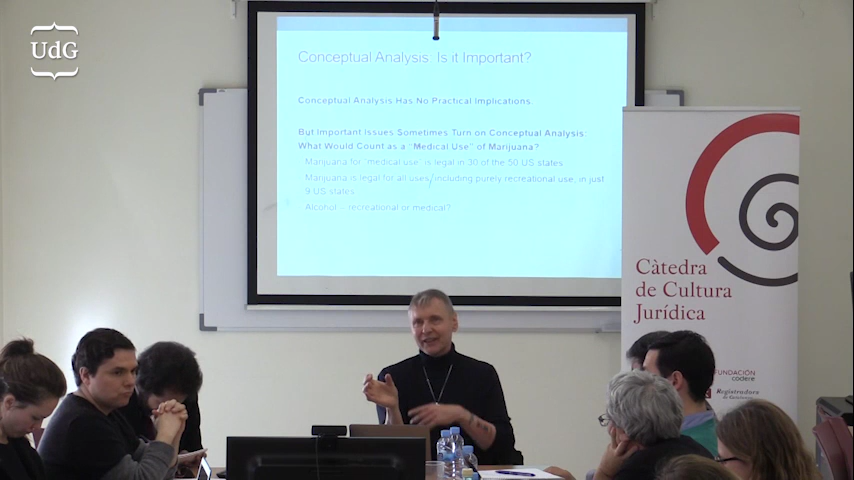 UdG
Conceptual Analysis: Is it Important?
Conceptual Analysis Has No Practical Implications.
But Important Issues Sometimes Turn on Conceptual Analysis:
What Would Count as a "Medical Use" of Marijuana?
Marijuana for "medical use" is legal in 30 of the 50 US states
Marijuana is legal for all uses, including purely recreational use, in just
9 US states
Alcohol – recreational or medical?
Càtedra
de Cultura
Jurídica
FUNDACIÓN
codere
Registradores